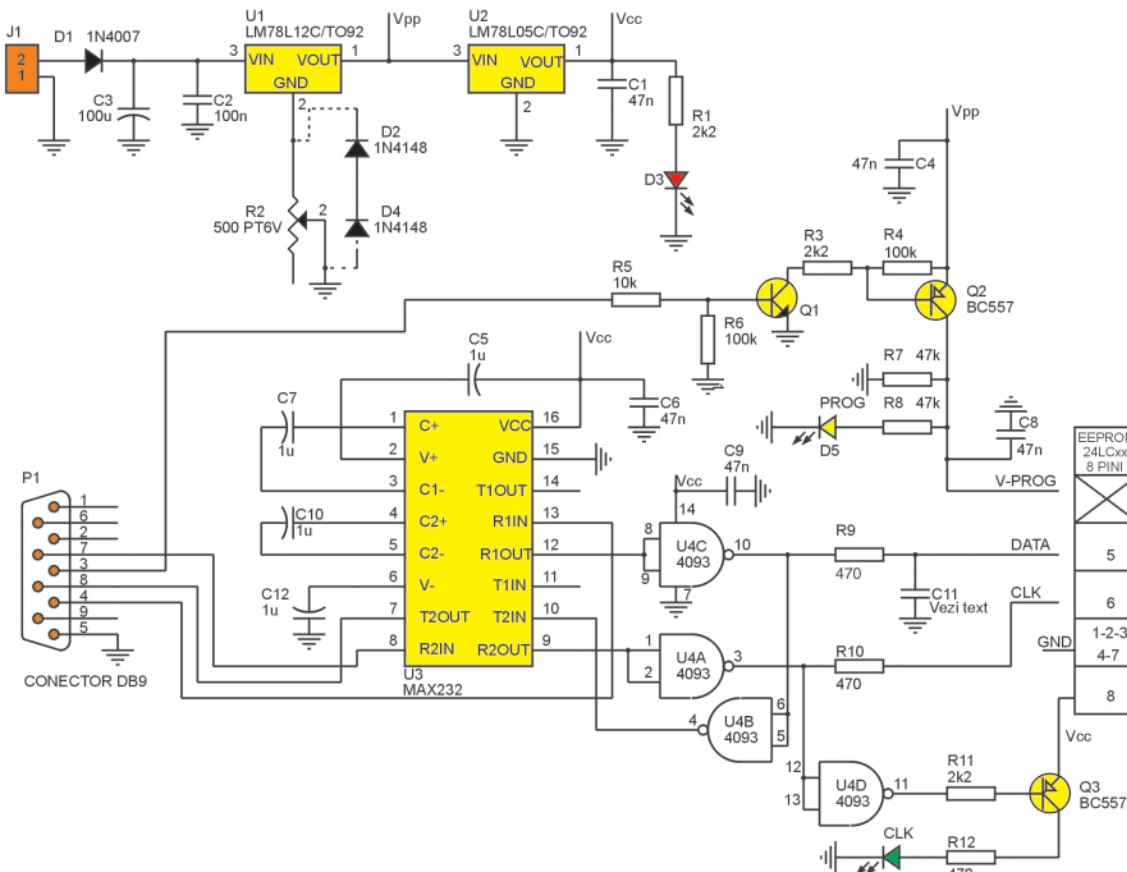 J1
2
1
D1 1N4007
C3
100u
C2
100n
U1
LM78L12C/TO92
3
VIN
VOUT
GND
1
2
Vpp
U2
LM78L05C/TO92
3
VIN
VOUT
GND
1
2
Vcc
C1
47n
R1
2k2
D3
R2
500 PT6V
2
D2
1N4148
D4
1N4148
Vpp
47n
C4
R3
2k2
R4
100k
Q2
BC557
Q1
R5
10k
R6
100k
R7 47k
PROG
R8 47k
D5
C8
47n
V-PROG
C5
1u
Vcc
C6
47n
C7
1u
C10
1u
C12
1u
1 C+ VCC 16
2 V+ GND 15
3 C1- T1OUT 14
4 C2+ R1IN 13
5 C2- R1OUT 12
6 V- T1IN 11
7 T2OUT T2IN 10
8 R2IN R2OUT 9
U3
MAX232
P1
1
6
2
7
3
8
4
9
5
CONECTOR DB9
C9
47n
Vcc
14
8
9
U4C
4093
10
7
1
2
U4A
4093
3
4
U4B
4093
6
5
12
13
U4D
4093
11
R9
470
C11
Vezi text
R10
470
R11
2k2
Q3
BC557
Vcc
CLK
R12
DATA
CLK
GND
24LCxx
8 PINI
5
6
1-2-3
4-7
8